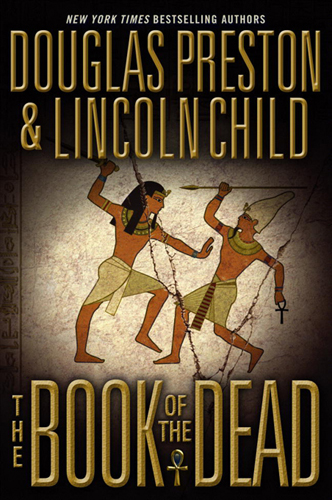 NEW YORK TIMES BESTSELLING AUTHORS
DOUGLAS PRESTON
& LINCOLN CHILD
THE BOOK OF THE DEAD